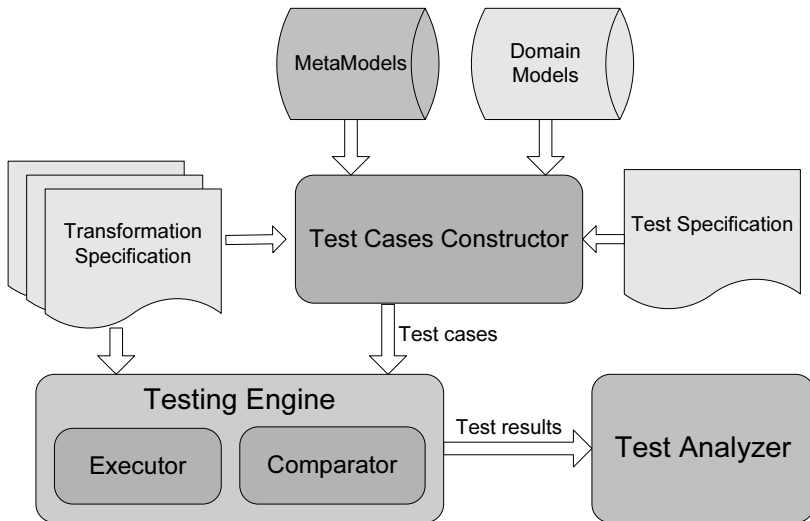 MetaModels
Domain
Models
Transformation
Specification
Test Cases Constructor
Test Specification
Test cases
Testing Engine
Executor
Comparator
Test results
Test Analyzer